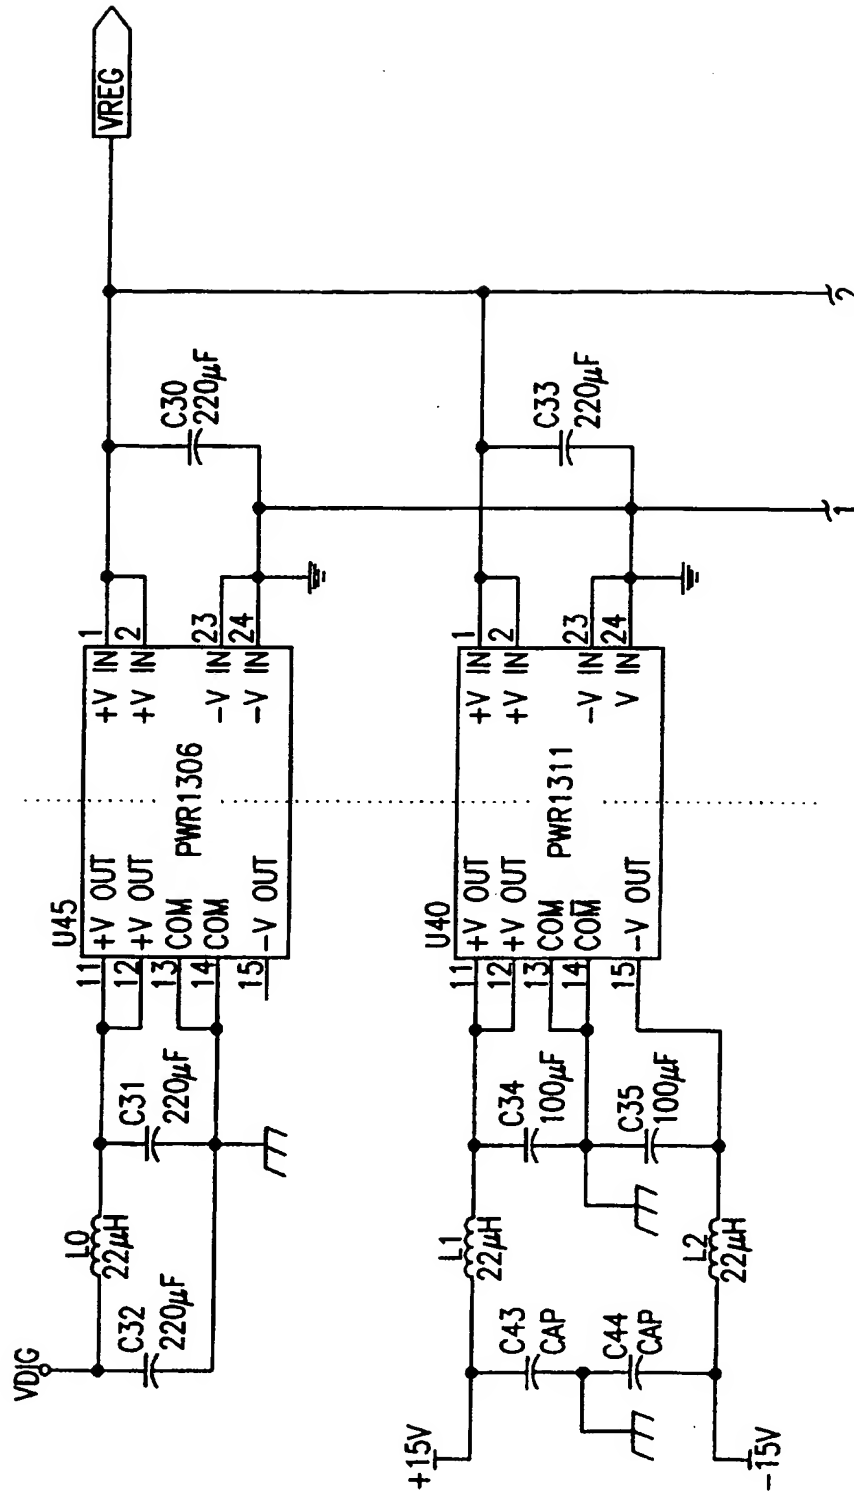 VREG
C30
220µF
1
+V IN
2
+V IN
23
-V IN
24
-V IN
PWR1306
U45
11
+V OUT
12
+V OUT
13
COM
14
COM
15
-V OUT
C31
220µF
L0
22µH
C32
220µF
VDIG
2
1
C33
220µF
1
+V IN
2
+V IN
23
-V IN
24
V IN
PWR1311
U40
11
+V OUT
12
+V OUT
13
COM
14
COM̅
15
-V OUT
C34
100µF
C35
100µF
L1
22µH
L2
22µH
C43
CAP
C44
CAP
+15V
-15V